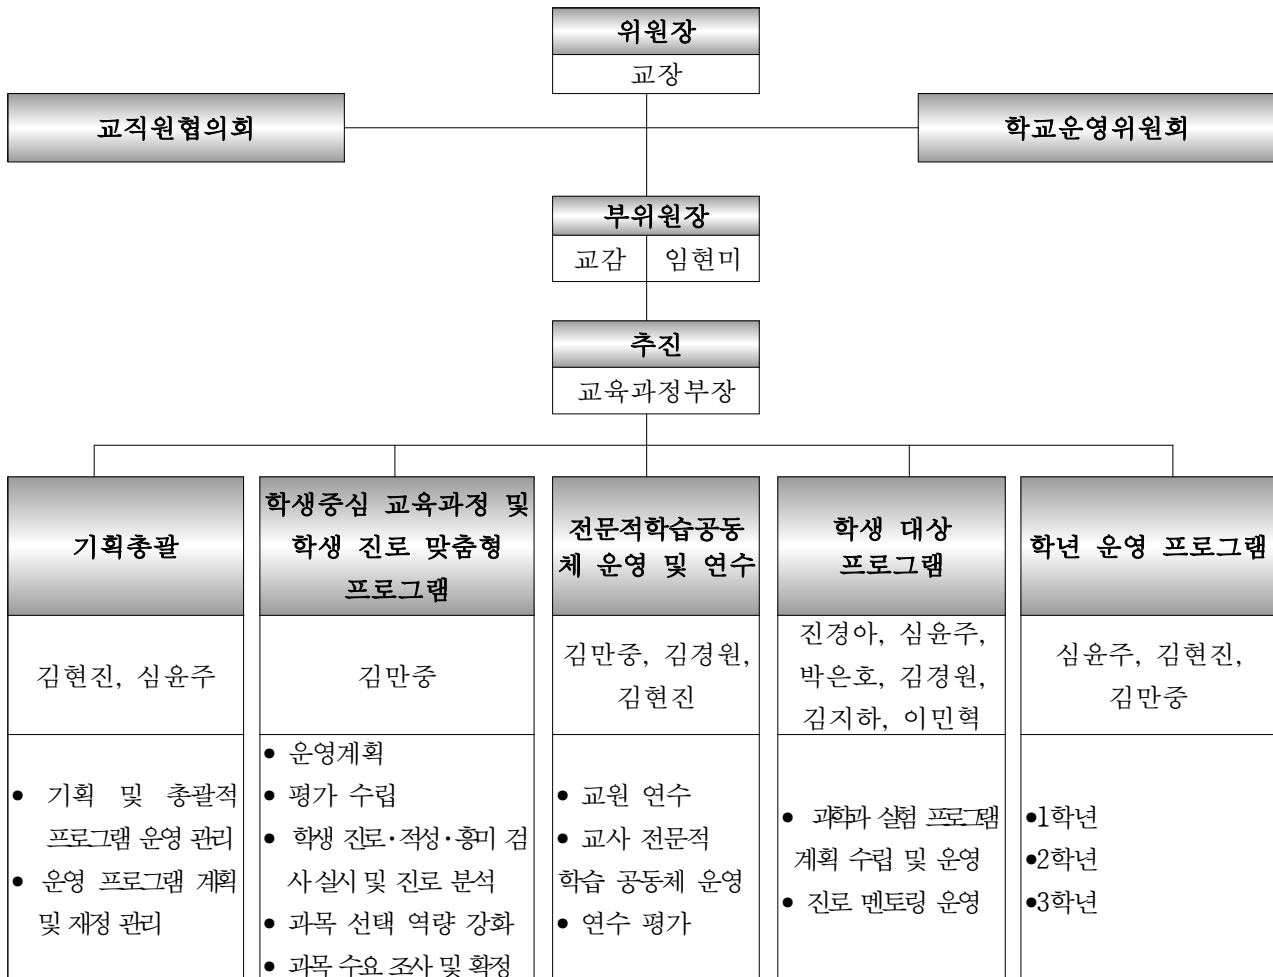 위원장
교장
교직원협의회
학교운영위원회
부위원장
교감 임현미
추진
교육과정부장
기획총괄
김현진, 심윤주
• 기획 및 총괄적
프로그램 운영 관리
• 운영 프로그램 계획
및 재정 관리
학생중심 교육과정 및
학생 진로 맞춤형
프로그램
김만중
• 운영계획
• 평가 수립
• 학생 진로·적성·흥미 검
사 실시 및 진로 분석
• 과목 선택 역량 강화
• 과목 수요 조사 및 확정
전문적학습공동
체 운영 및 연수
김만중, 김경원,
김현진
• 교원 연수
• 교사 전문적
학습 공동체 운영
• 연수 평가
학생 대상
프로그램
진경아, 심윤주,
박은호, 김경원,
김지하, 이민혁
• 과학과 실험 프로그램
계획 수립 및 운영
• 진로 멘토링 운영
학년 운영 프로그램
심윤주, 김현진,
김만중
•1학년
•2학년
•3학년